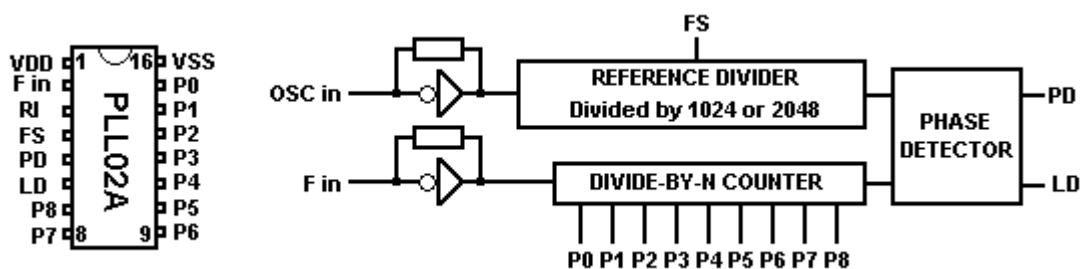 VDD 1 16 VSS
F in P0
RI P1
FS P2
PD P3
LD P4
P8 P5
P7 8 9 P6
PLL02A
FS
OSC in
REFERENCE DIVIDER
Divided by 1024 or 2048
F in
DIVIDE-BY-N COUNTER
P0 P1 P2 P3 P4 P5 P6 P7 P8
PHASE
DETECTOR
PD
LD